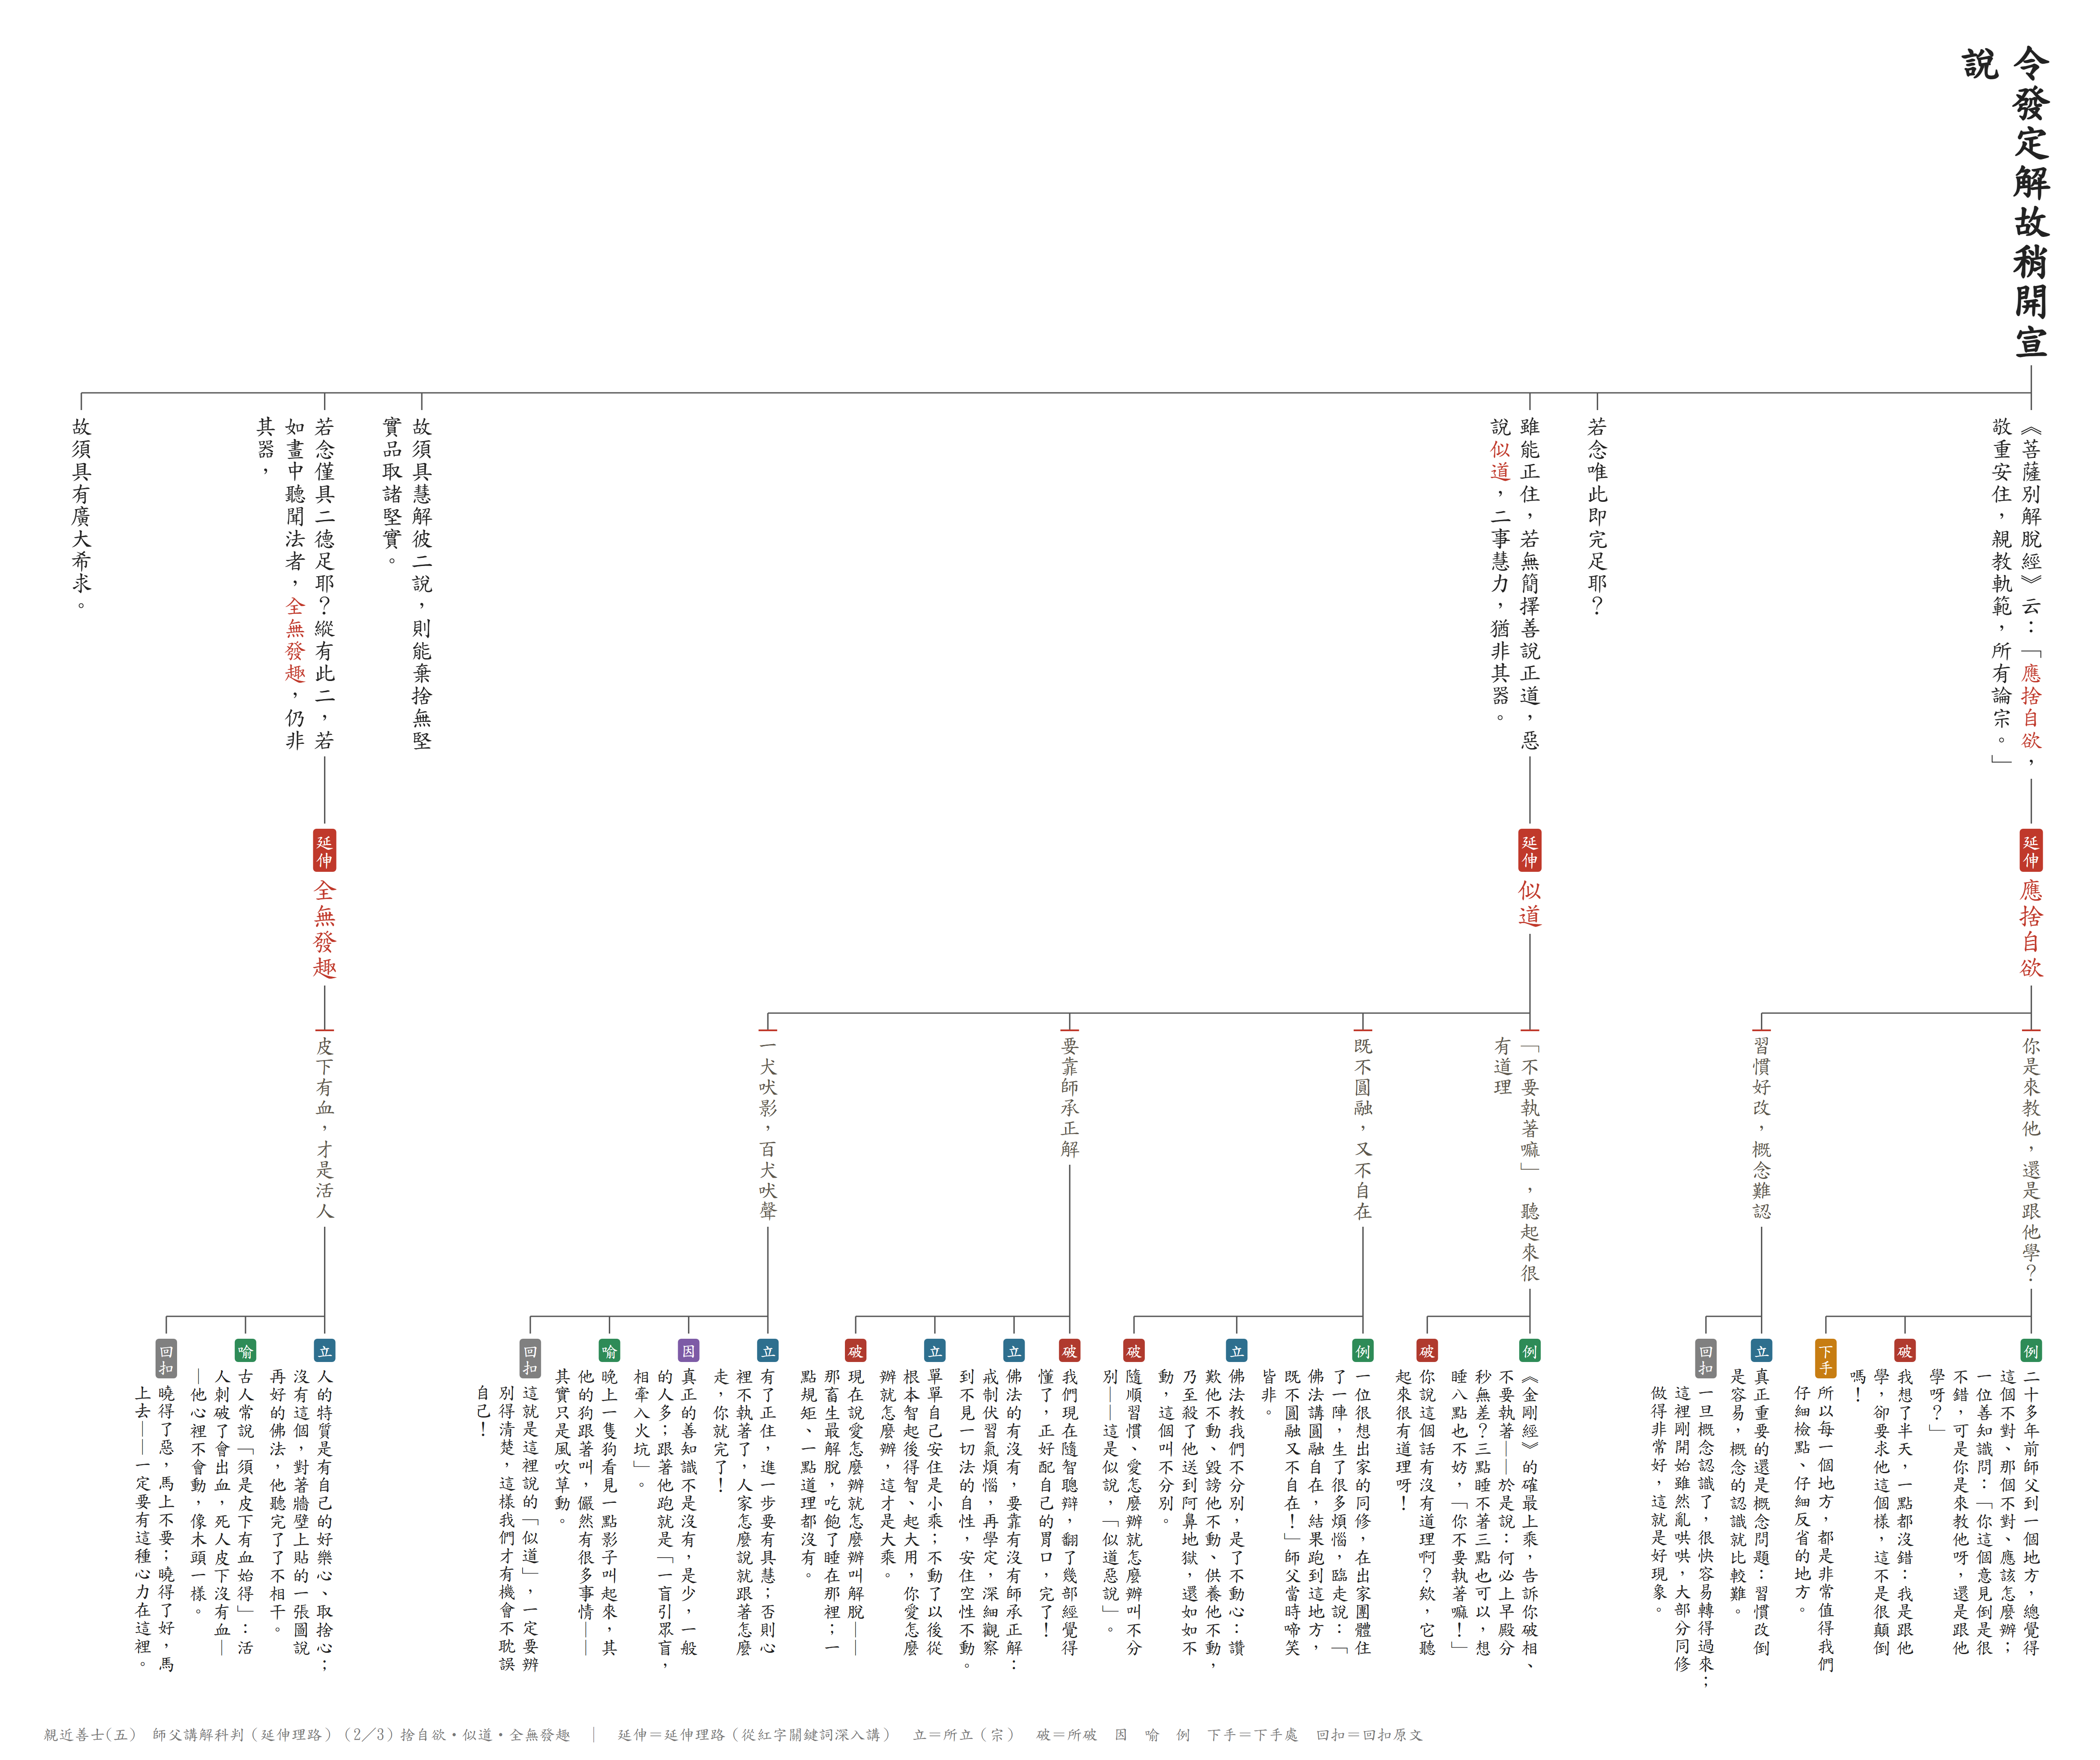 令發定解故稍開宣
說
《菩薩別解脫經》云：「應捨自欲，
敬重安住，親教軌範，所有論宗。」
若念唯此即完足耶？
雖能正住，若無簡擇善說正道，惡
說似道，二事慧力，猶非其器。
故須具慧解彼二說，則能棄捨無堅
實品取諸堅實。
若念僅具二德足耶？縱有此二，若
如畫中聽聞法者，全無發趣，仍非
其器，
故須具有廣大希求。
延伸
應捨自欲
延伸
似道
延伸
全無發趣
你是來教他，還是跟他學？
習慣好改，概念難認
「不要執著嘛」，聽起來很
有道理
既不圓融，又不自在
要靠師承正解
一犬吠影，百犬吠聲
皮下有血，才是活人
例
二十多年前師父到一個地方，總覺得
這個不對、那個不對、應該怎麼辦；
一位善知識問：「你這個意見倒是很
不錯，可是你是來教他呀，還是跟他
學呀？」
破
我想了半天，一點都沒錯：我是跟他
學，卻要求他這個樣，這不是很顛倒
嗎！
下手
所以每一個地方，都是非常值得我們
仔細檢點、仔細反省的地方。
立
真正重要的還是概念問題：習慣改倒
是容易，概念的認識就比較難。
回扣
一旦概念認識了，很快容易轉得過來；
這裡剛開始雖然亂哄哄，大部分同修
做得非常好，這就是好現象。
例
《金剛經》的確最上乘，告訴你破相、
不要執著——於是說：何必上早殿分
秒無差？三點睡不著三點也可以，想
睡八點也不妨，「你不要執著嘛！」
破
你說這個話有沒有道理啊？欸，它聽
起來很有道理呀！
例
一位很想出家的同修，在出家團體住
了一陣，生了很多煩惱，臨走說：「
佛法講圓融自在，結果跑到這地方，
既不圓融又不自在！」師父當時啼笑
皆非。
立
佛法教我們不分別，是了不動心：讚
歎他不動、毀謗他不動、供養他不動，
乃至殺了他送到阿鼻地獄，還如如不
動，這個叫不分別。
破
隨順習慣、愛怎麼辦就怎麼辦叫不分
別——這是似說，「似道惡說」。
破
我們現在隨智聰辯，翻了幾部經覺得
懂了，正好配自己的胃口，完了！
立
佛法的有沒有，要靠有沒有師承正解：
戒制伏習氣煩惱，再學定，深細觀察
到不見一切法的自性，安住空性不動。
立
單單自己安住是小乘；不動了以後從
根本智起後得智、起大用，你愛怎麼
辦就怎麼辦，這才是大乘。
破
現在說愛怎麼辦就怎麼辦叫解脫——
那畜生最解脫，吃飽了睡在那裡；一
點規矩、一點道理都沒有。
立
有了正住，進一步要有具慧；否則心
裡不執著了，人家怎麼說就跟著怎麼
走，你就完了！
因
真正的善知識不是沒有，是少，一般
的人多；跟著他跑就是「一盲引眾盲，
相牽入火坑」。
喻
晚上一隻狗看見一點影子叫起來，其
他的狗跟著叫，儼然有很多事情——
其實只是風吹草動。
回扣
這就是這裡說的「似道」，一定要辨
別得清楚，這樣我們才有機會不耽誤
自己！
立
人的特質是有自己的好樂心、取捨心；
沒有這個，對著牆壁上貼的一張圖說
再好的佛法，他聽完了了不相干。
喻
古人常說「須是皮下有血始得」：活
人刺破了會出血，死人皮下沒有血—
—他心裡不會動，像木頭一樣。
回扣
曉得了惡，馬上不要；曉得了好，馬
上去——一定要有這種心力在這裡。
親近善士(五)　師父講解科判（延伸理路）（2／3）捨自欲・似道・全無發趣　｜　延伸＝延伸理路（從紅字關鍵詞深入講）　立＝所立（宗）　破＝所破　因　喻　例　下手＝下手處　回扣＝回扣原文